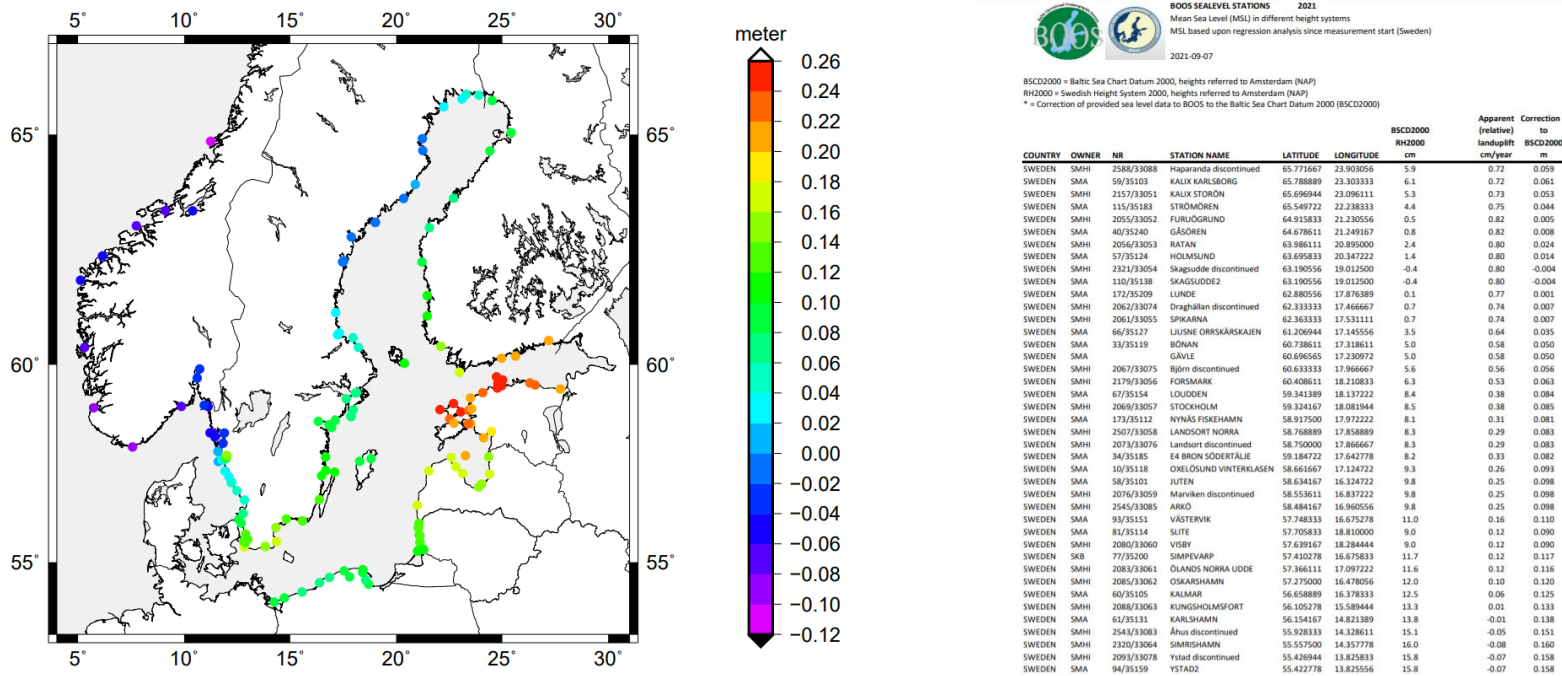 5˚ 10˚ 15˚ 20˚ 25˚ 30˚
65˚ 65˚
60˚ 60˚
55˚ 55˚
5˚ 10˚ 15˚ 20˚ 25˚ 30˚
meter
0.26
0.24
0.22
0.20
0.18
0.16
0.14
0.12
0.10
0.08
0.06
0.04
0.02
0.00
−0.02
−0.04
−0.06
−0.08
−0.10
−0.12
BOOS
BOOS SEALEVEL STATIONS 2021
Mean Sea Level (MSL) in different height systems
MSL based upon regression analysis since measurement start (Sweden)
2021-09-07
BSCD2000 = Baltic Sea Chart Datum 2000, heights referred to Amsterdam (NAP)
RH2000 = Swedish Height System 2000, heights referred to Amsterdam (NAP)
* = Correction of provided sea level data to BOOS to the Baltic Sea Chart Datum 2000 (BSCD2000)
Apparent Correction
BSCD2000 (relative) to
RH2000 landuplift BSCD2000
COUNTRY OWNER NR STATION NAME LATITUDE LONGITUDE cm cm/year m
SWEDEN SMHI 2588/33088 Haparanda discontinued 65.771667 23.903056 5.9 0.72 0.059
SWEDEN SMA 59/35103 KALIX KARLSBORG 65.788889 23.303333 6.1 0.72 0.061
SWEDEN SMHI 2157/33051 KALIX STORÖN 65.696944 23.096111 5.3 0.73 0.053
SWEDEN SMA 115/35183 STRÖMÖREN 65.549722 22.238333 4.4 0.75 0.044
SWEDEN SMHI 2055/33052 FURUÖGRUND 64.915833 21.230556 0.5 0.82 0.005
SWEDEN SMA 40/35240 GÅSÖREN 64.678611 21.249167 0.8 0.82 0.008
SWEDEN SMHI 2056/33053 RATAN 63.986111 20.895000 2.4 0.80 0.024
SWEDEN SMA 57/35124 HOLMSUND 63.695833 20.347222 1.4 0.80 0.014
SWEDEN SMHI 2321/33054 Skagsudde discontinued 63.190556 19.012500 -0.4 0.80 -0.004
SWEDEN SMA 110/35138 SKAGSUDDE2 63.190556 19.012500 -0.4 0.80 -0.004
SWEDEN SMA 172/35209 LUNDE 62.880556 17.876389 0.1 0.77 0.001
SWEDEN SMHI 2062/33074 Draghällan discontinued 62.333333 17.466667 0.7 0.74 0.007
SWEDEN SMHI 2061/33055 SPIKARNA 62.363333 17.531111 0.7 0.74 0.007
SWEDEN SMA 66/35127 LJUSNE ORRSKÄRSKAJEN 61.206944 17.145556 3.5 0.64 0.035
SWEDEN SMA 33/35119 BÖNAN 60.738611 17.318611 5.0 0.58 0.050
SWEDEN SMA GÄVLE 60.696565 17.230972 5.0 0.58 0.050
SWEDEN SMHI 2067/33075 Björn discontinued 60.633333 17.966667 5.6 0.56 0.056
SWEDEN SMHI 2179/33056 FORSMARK 60.408611 18.210833 6.3 0.53 0.063
SWEDEN SMA 67/35154 LOUDDEN 59.341389 18.137222 8.4 0.38 0.084
SWEDEN SMHI 2069/33057 STOCKHOLM 59.324167 18.081944 8.5 0.38 0.085
SWEDEN SMA 173/35112 NYNÄS FISKEHAMN 58.917500 17.972222 8.1 0.31 0.081
SWEDEN SMHI 2507/33058 LANDSORT NORRA 58.768889 17.858889 8.3 0.29 0.083
SWEDEN SMHI 2073/33076 Landsort discontinued 58.750000 17.866667 8.3 0.29 0.083
SWEDEN SMA 34/35185 E4 BRON SÖDERTÄLJE 59.184722 17.642778 8.2 0.33 0.082
SWEDEN SMA 10/35118 OXELÖSUND VINTERKLASEN 58.661667 17.124722 9.3 0.26 0.093
SWEDEN SMA 58/35101 JUTEN 58.634167 16.324722 9.8 0.25 0.098
SWEDEN SMHI 2076/33059 Marviken discontinued 58.553611 16.837222 9.8 0.25 0.098
SWEDEN SMHI 2545/33085 ARKÖ 58.484167 16.960556 9.8 0.25 0.098
SWEDEN SMA 93/35151 VÄSTERVIK 57.748333 16.675278 11.0 0.16 0.110
SWEDEN SMA 81/35114 SLITE 57.705833 18.810000 9.0 0.12 0.090
SWEDEN SMHI 2080/33060 VISBY 57.639167 18.284444 9.0 0.12 0.090
SWEDEN SKB 77/35200 SIMPEVARP 57.410278 16.675833 11.7 0.12 0.117
SWEDEN SMHI 2083/33061 ÖLANDS NORRA UDDE 57.366111 17.097222 11.6 0.12 0.116
SWEDEN SMHI 2085/33062 OSKARSHAMN 57.275000 16.478056 12.0 0.10 0.120
SWEDEN SMA 60/35105 KALMAR 56.658889 16.378333 12.5 0.06 0.125
SWEDEN SMHI 2088/33063 KUNGSHOLMSFORT 56.105278 15.589444 13.3 0.01 0.133
SWEDEN SMA 61/35131 KARLSHAMN 56.154167 14.821389 13.8 -0.01 0.138
SWEDEN SMHI 2543/33083 Åhus discontinued 55.928333 14.328611 15.1 -0.05 0.151
SWEDEN SMHI 2320/33064 SIMRISHAMN 55.557500 14.357778 16.0 -0.08 0.160
SWEDEN SMHI 2093/33078 Ystad discontinued 55.426944 13.825833 15.8 -0.07 0.158
SWEDEN SMA 94/35159 YSTAD2 55.422778 13.825556 15.8 -0.07 0.158